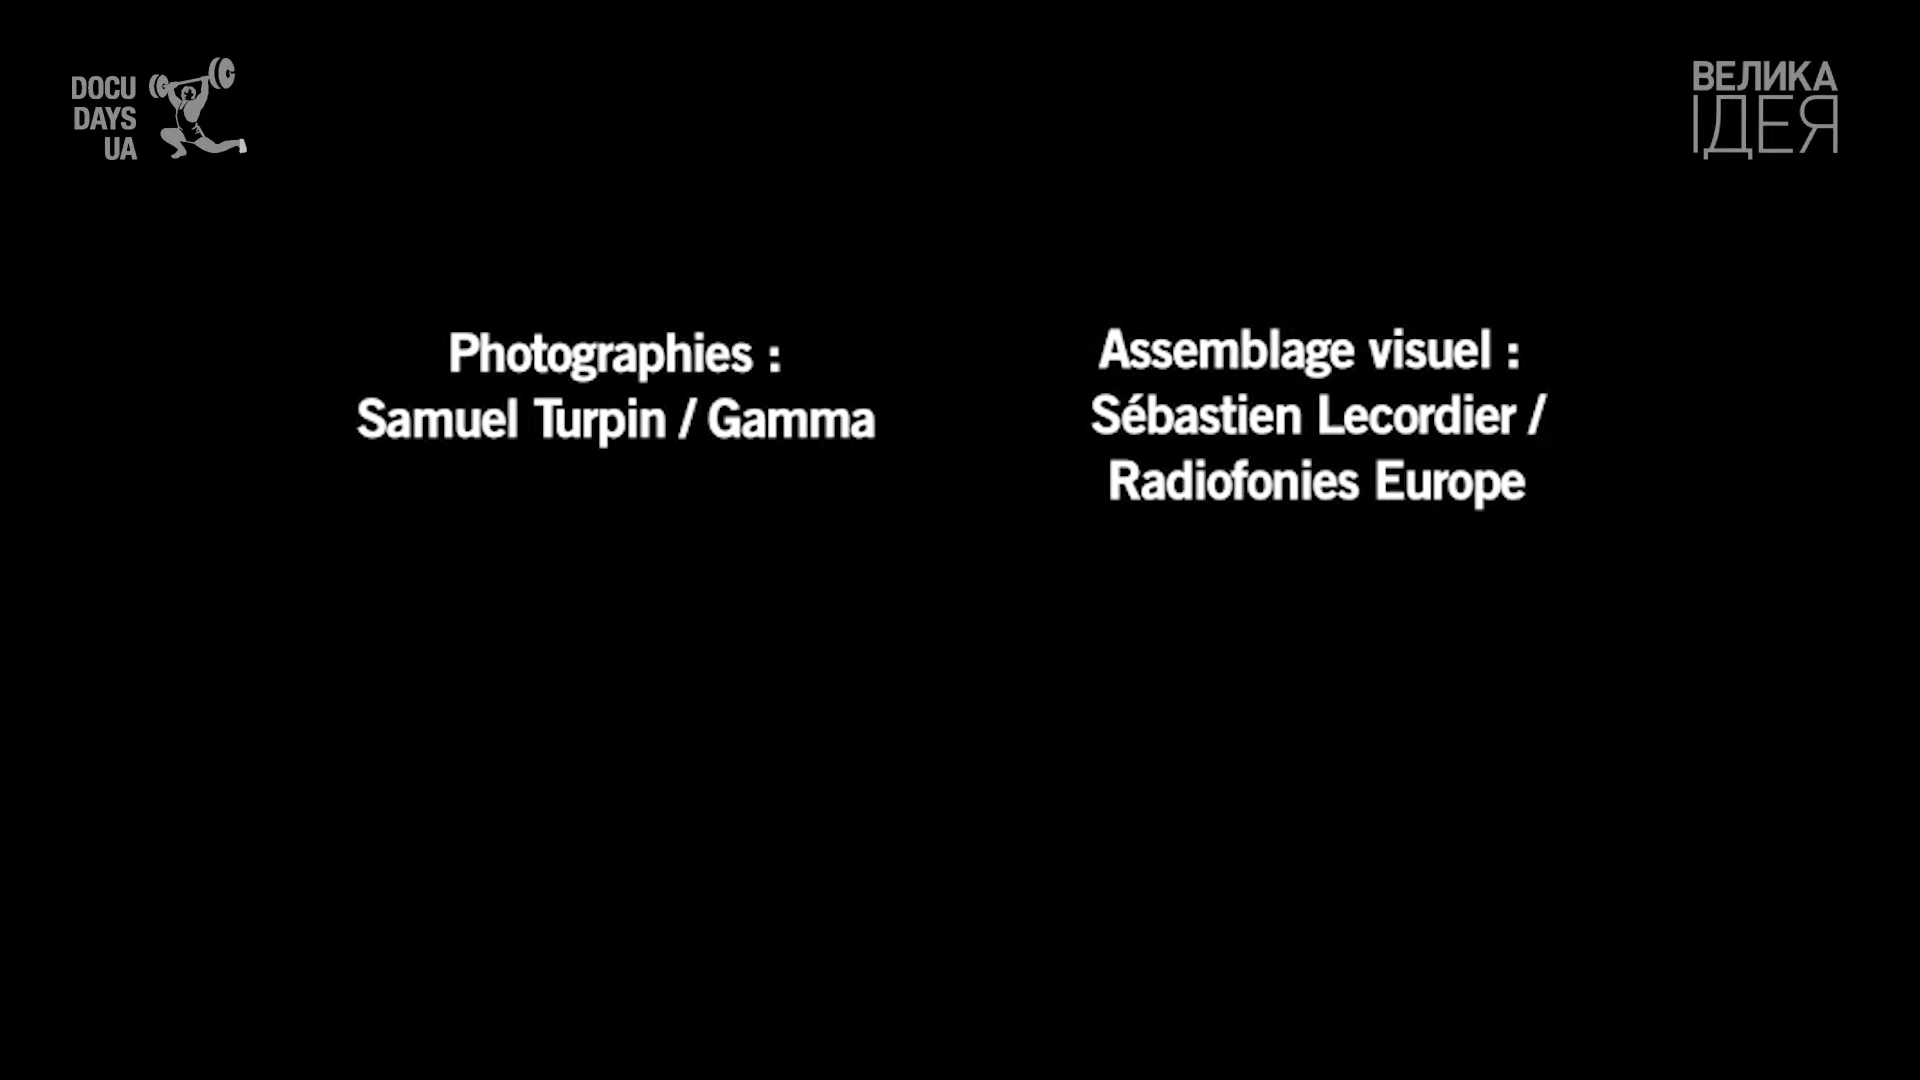 DOCU
DAYS
UA
ВЕЛИКА
ІДЕЯ
Photographies :
Samuel Turpin / Gamma
Assemblage visuel :
Sébastien Lecordier /
Radiofonies Europe